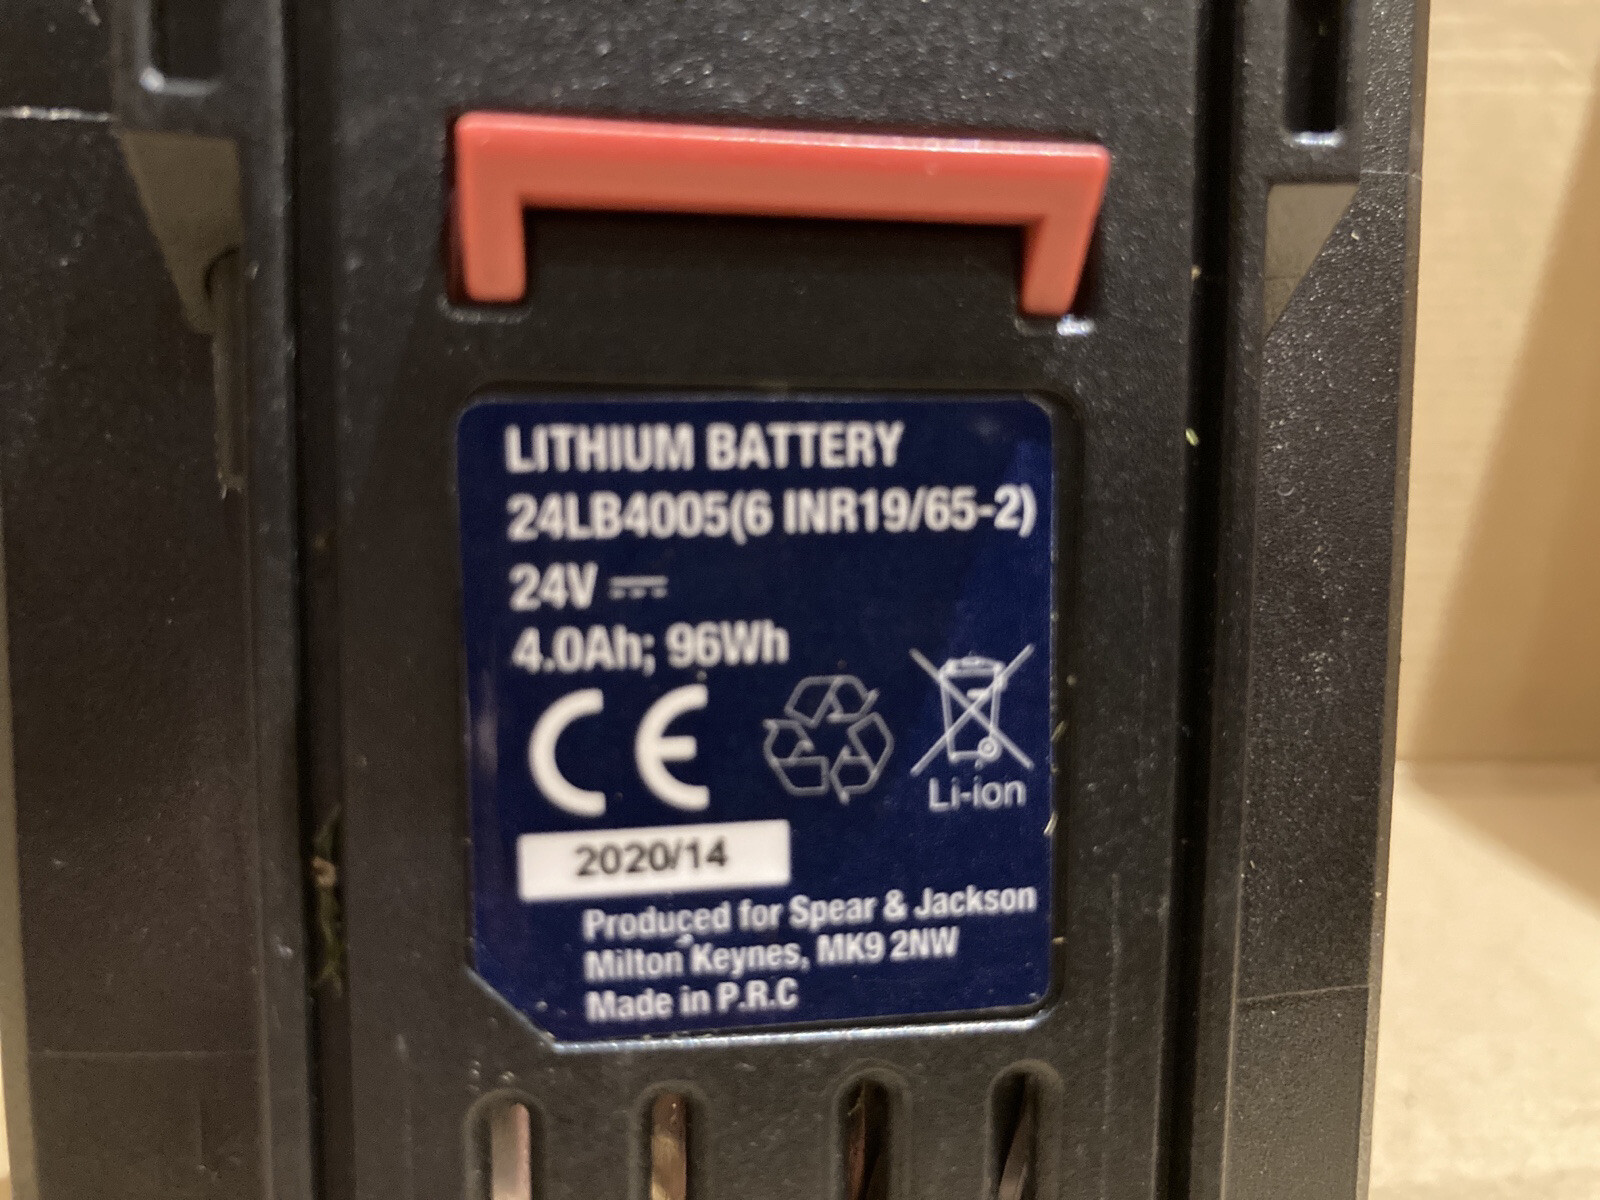 LITHIUM BATTERY
24LB4005(6 INR19/65-2)
24V
4.0Ah; 96Wh
CE
Li-ion
2020/14
Produced for Spear & Jackson
Milton Keynes, MK9 2NW
Made in P.R.C